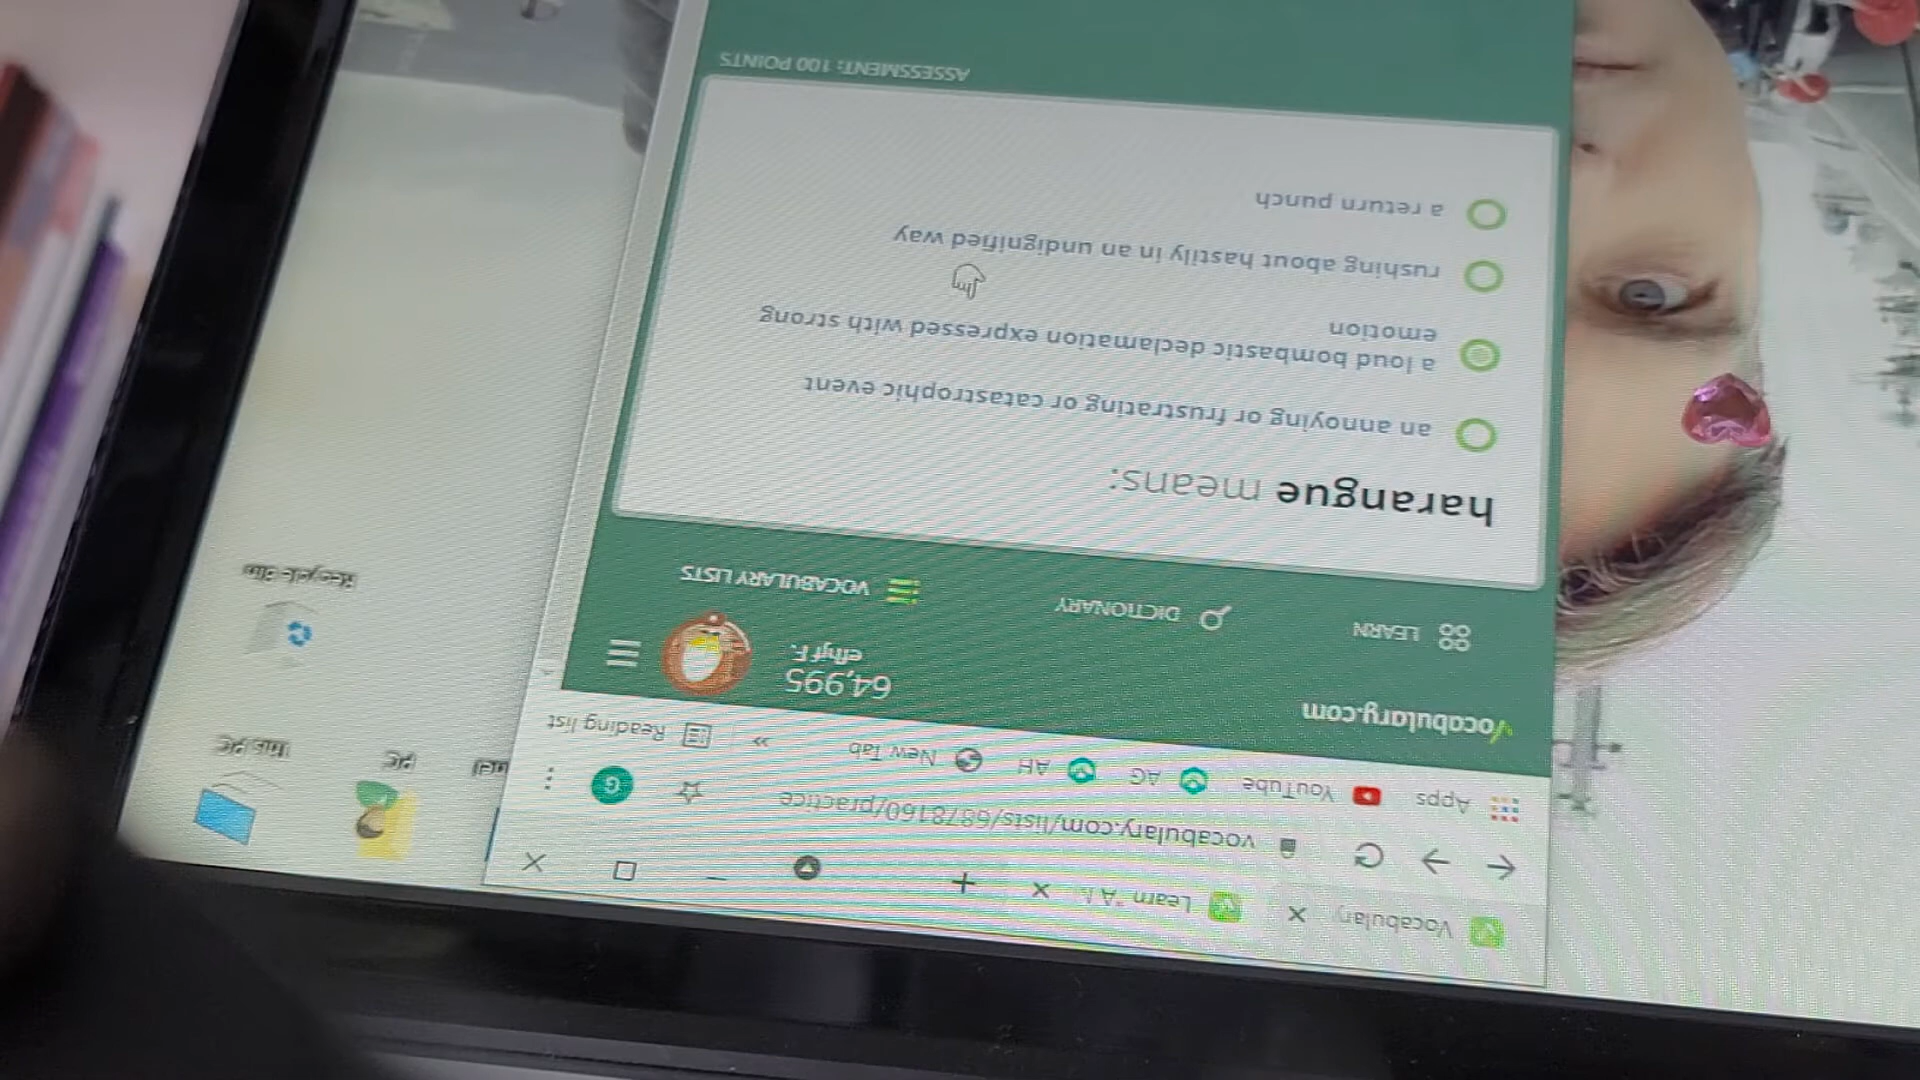 Vocabulary
Learn "A
vocabulary.com/lists/6878160/practice
G
Apps
YouTube
AG
AH
New Tab
»
Reading list
Vocabulary.com
64,995
LEARN
DICTIONARY
VOCABULARY LISTS
harangue means:
an annoying or frustrating or catastrophic event
a loud bombastic declamation expressed with strong
emotion
rushing about hastily in an undignified way
a return punch
ASSESSMENT: 100 POINTS
PIC
This PC
Recycle Bin